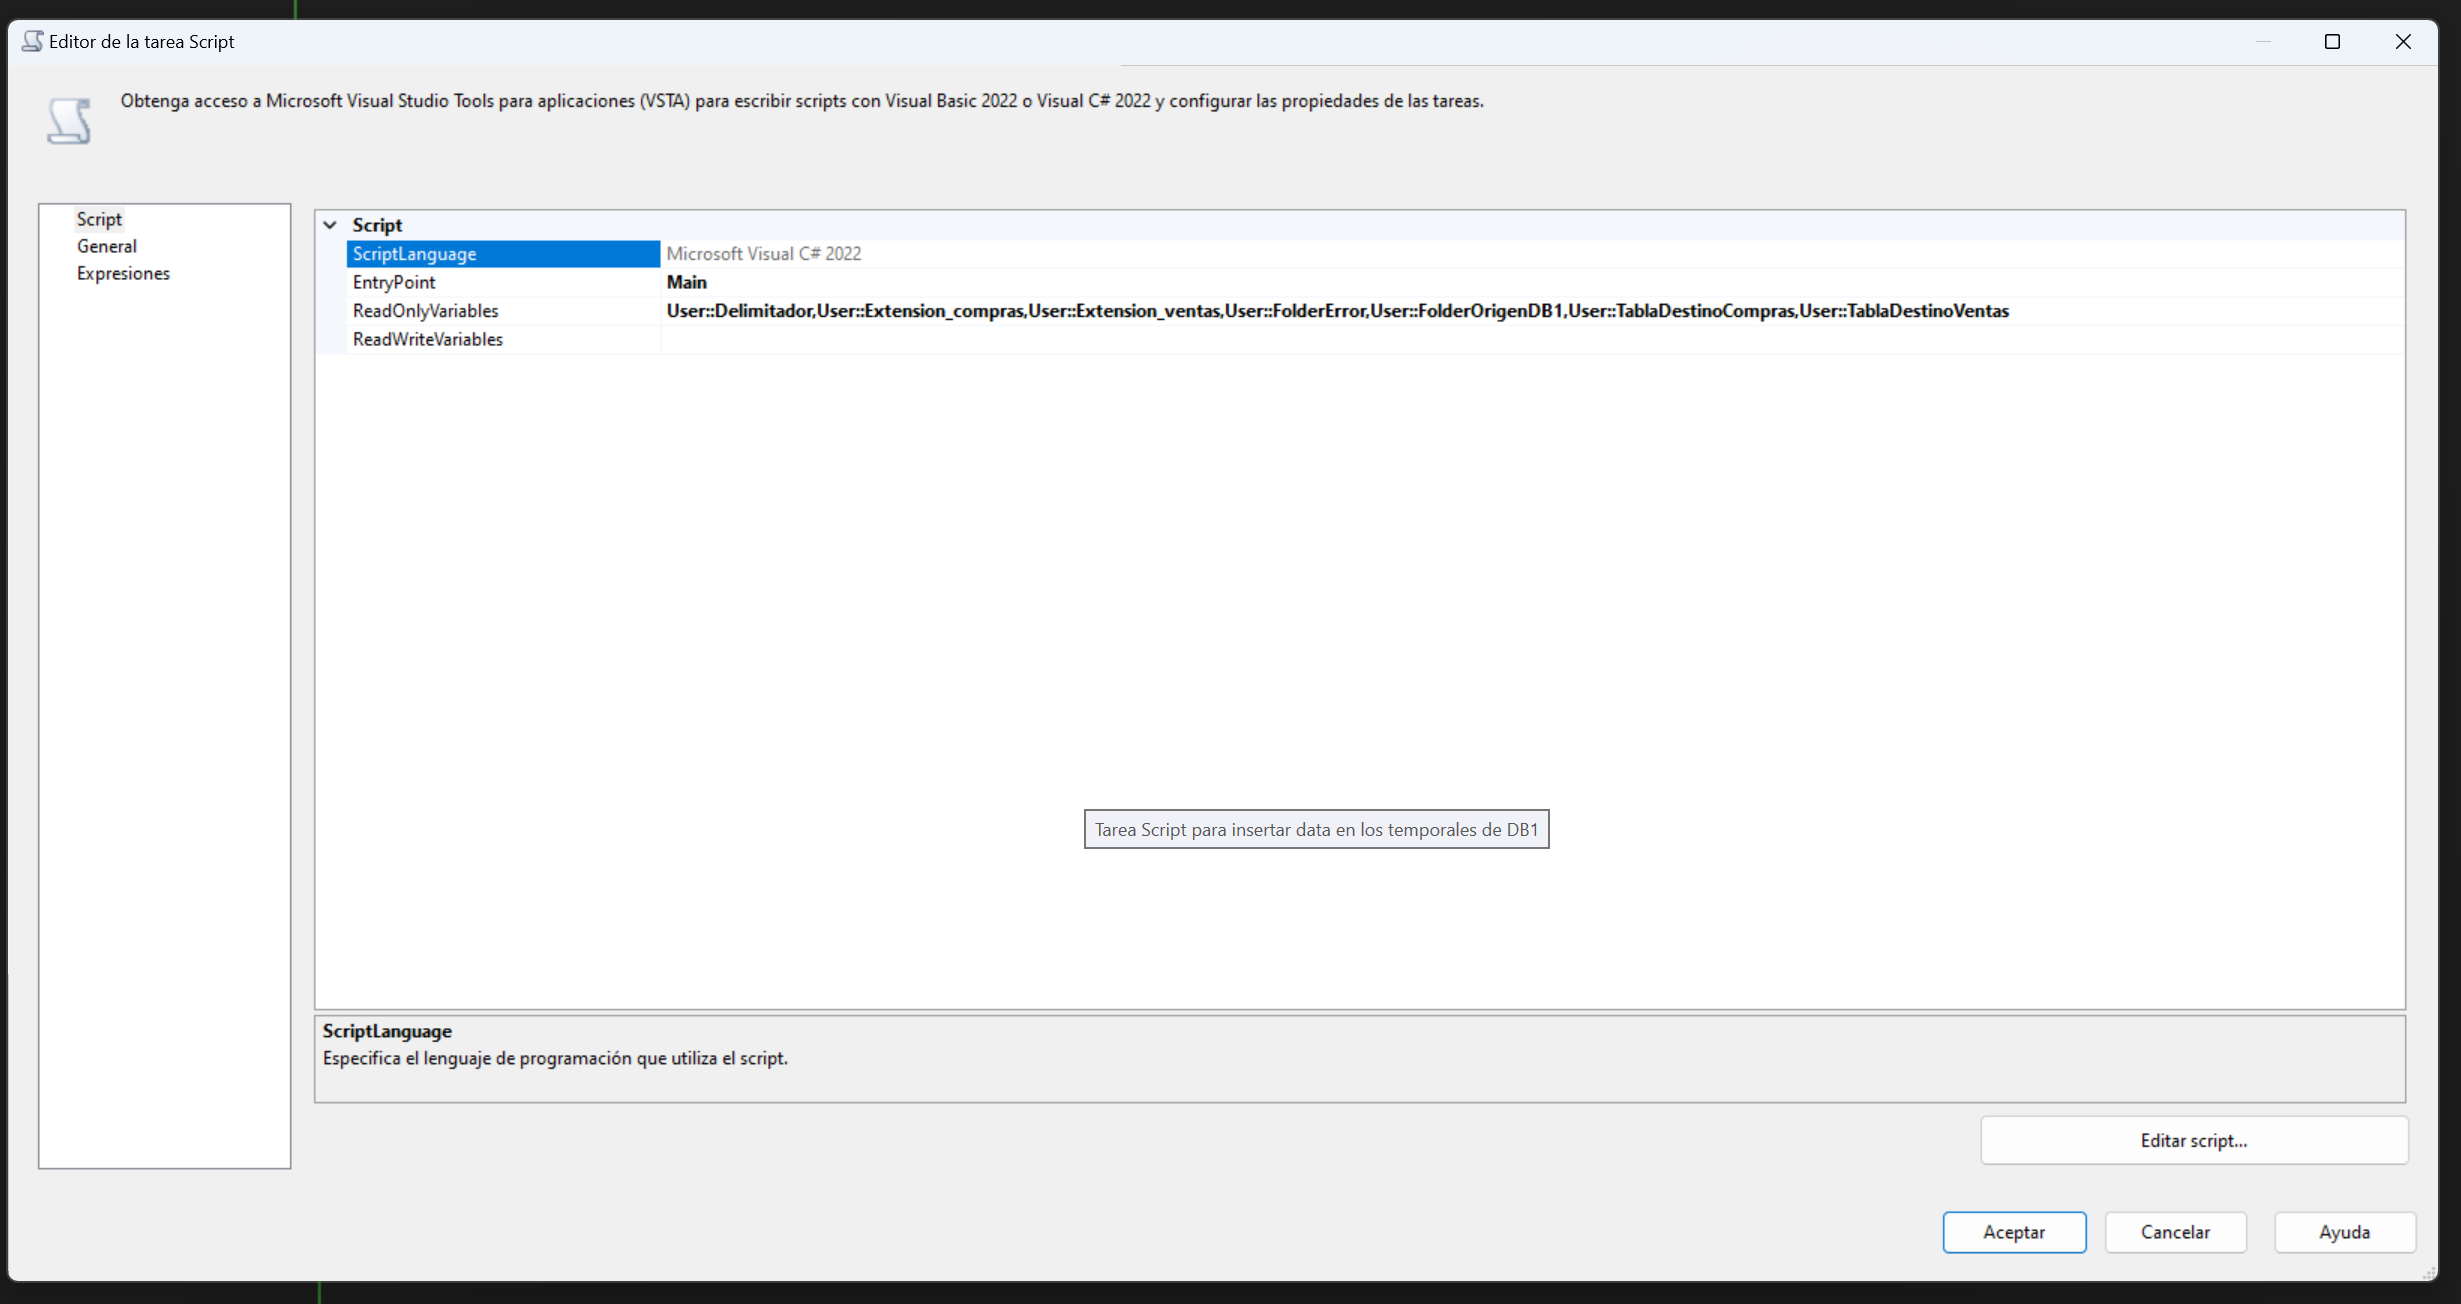 Editor de la tarea Script
Obtenga acceso a Microsoft Visual Studio Tools para aplicaciones (VSTA) para escribir scripts con Visual Basic 2022 o Visual C# 2022 y configurar las propiedades de las tareas.
Script
General
Expresiones
Script
ScriptLanguage Microsoft Visual C# 2022
EntryPoint Main
ReadOnlyVariables User::Delimitador,User::Extension_compras,User::Extension_ventas,User::FolderError,User::FolderOrigenDB1,User::TablaDestinoCompras,User::TablaDestinoVentas
ReadWriteVariables
Tarea Script para insertar data en los temporales de DB1
ScriptLanguage
Especifica el lenguaje de programación que utiliza el script.
Editar script...
Aceptar Cancelar Ayuda